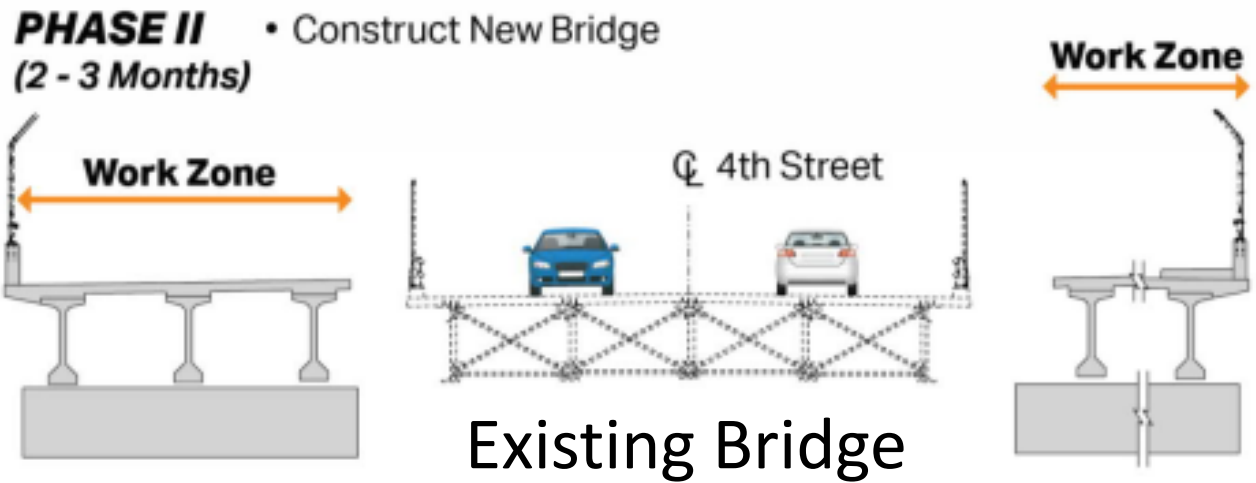 PHASE II • Construct New Bridge
(2 - 3 Months)
Work Zone
Work Zone
℄ 4th Street
Existing Bridge